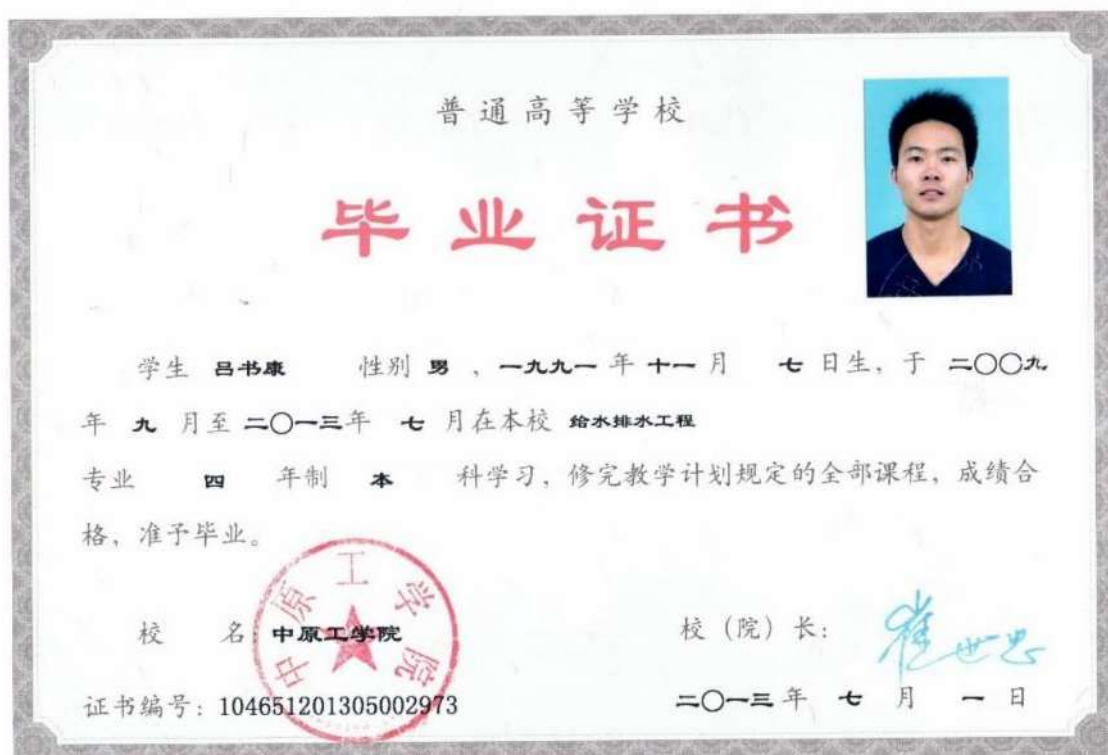 普通高等学校
毕业证书
学生 吕书康 性别 男 、一九九一 年 十一 月 七 日生，于 二〇〇九
年 九 月至 二〇一三年 七 月在本校 给水排水工程
专业 四 年制 本 科学习，修完教学计划规定的全部课程，成绩合
格，准予毕业。
中原工学院
校 名：中原工学院
校（院）长：崔世忠
证书编号：104651201305002973
二〇一三 年 七 月 一 日